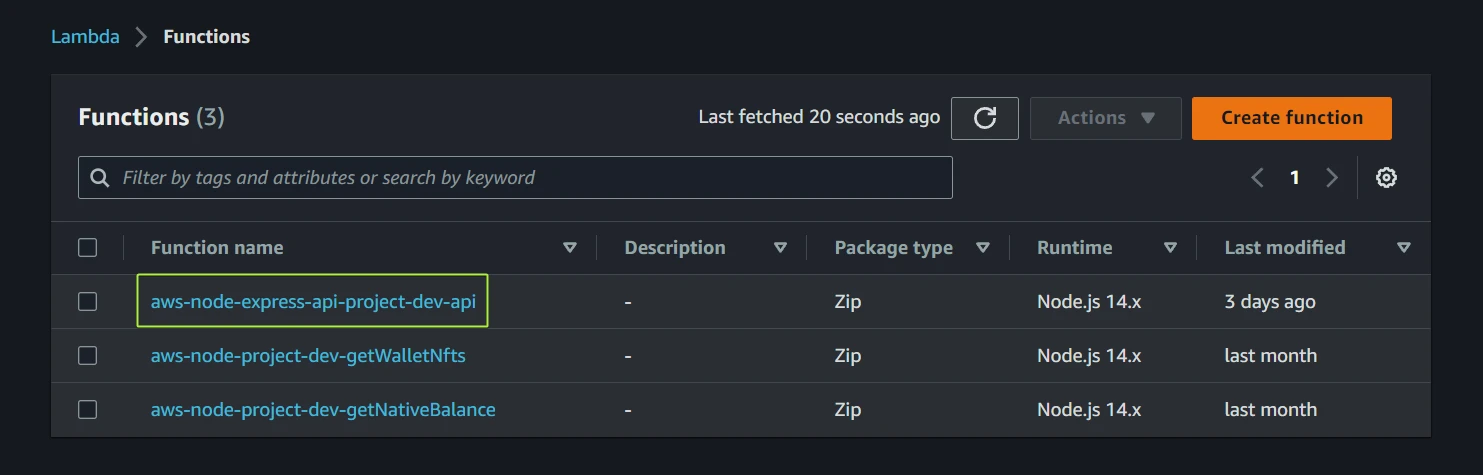 Lambda > Functions
Functions (3) Last fetched 20 seconds ago Actions Create function
Filter by tags and attributes or search by keyword 1
Function name Description Package type Runtime Last modified
aws-node-express-api-project-dev-api - Zip Node.js 14.x 3 days ago
aws-node-project-dev-getWalletNfts - Zip Node.js 14.x last month
aws-node-project-dev-getNativeBalance - Zip Node.js 14.x last month